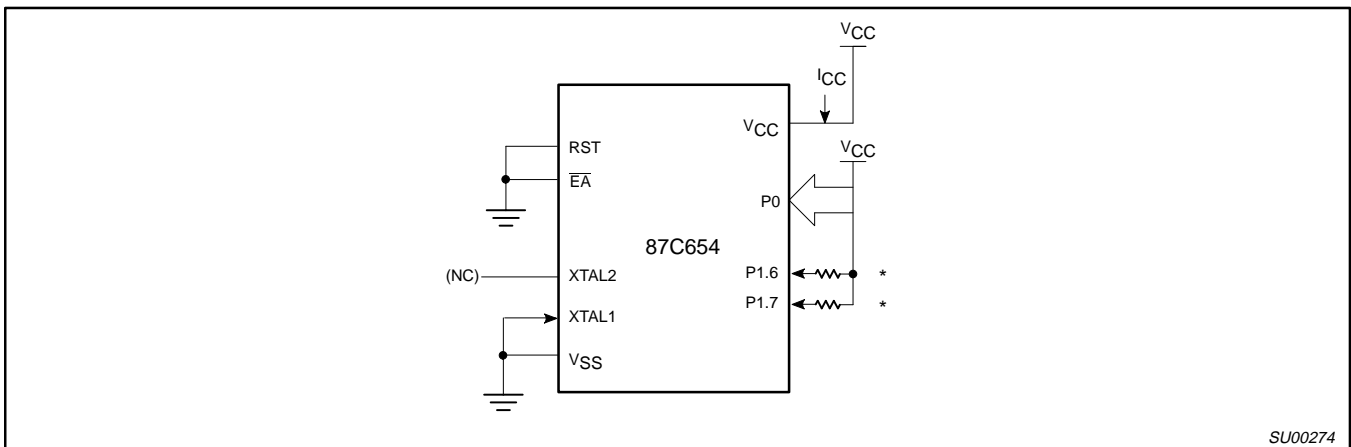 VCC
ICC
VCC
VCC
RST
EA
P0
87C654
(NC)
XTAL2
P1.6
*
P1.7
*
XTAL1
VSS
SU00274